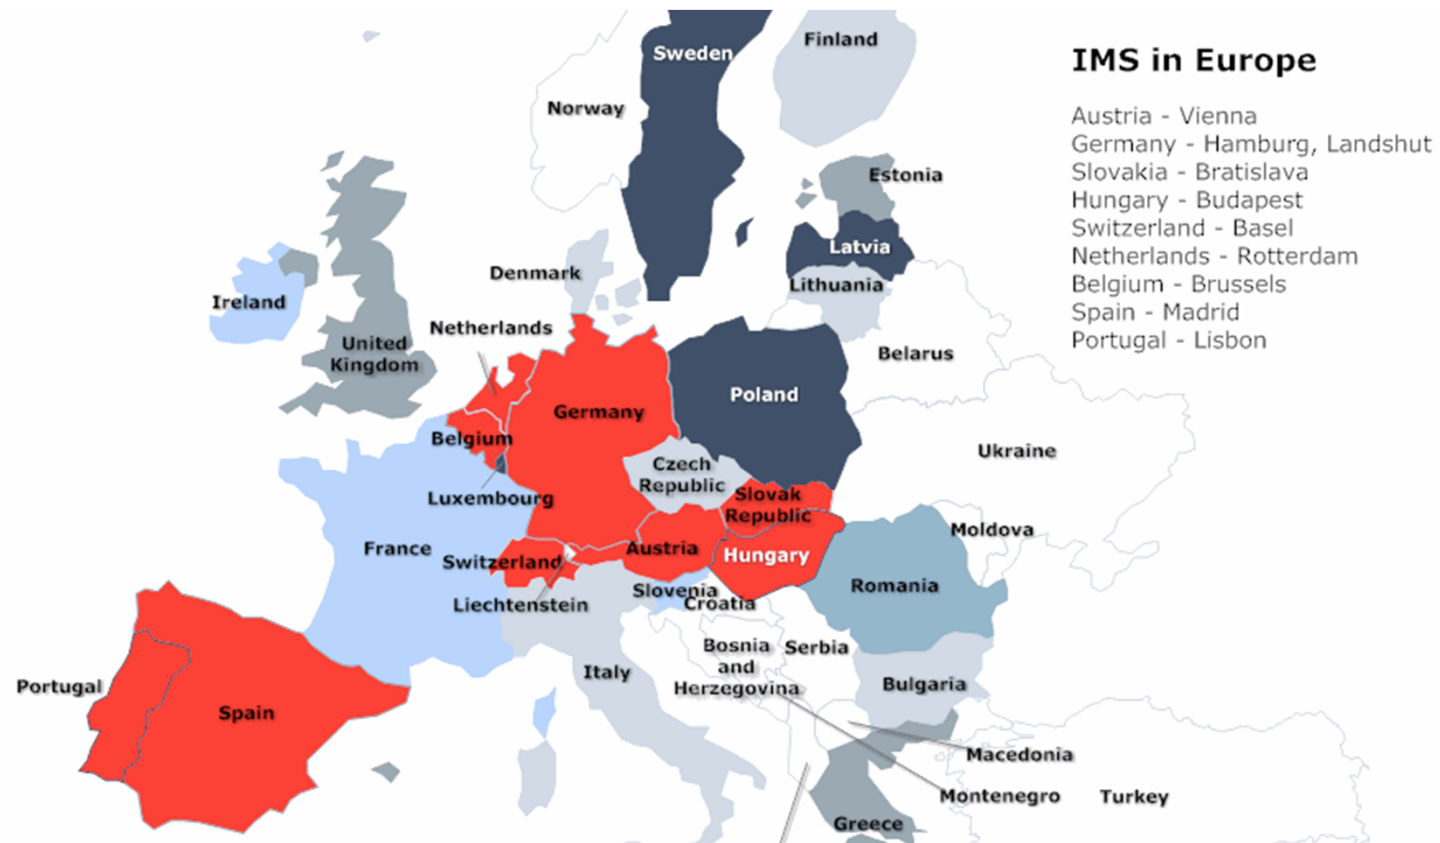 Sweden
Finland
IMS in Europe
Norway
Austria - Vienna
Germany - Hamburg, Landshut
Slovakia - Bratislava
Hungary - Budapest
Switzerland - Basel
Netherlands - Rotterdam
Belgium - Brussels
Spain - Madrid
Portugal - Lisbon
Estonia
Latvia
Denmark
Lithuania
Ireland
Netherlands
United
Kingdom
Belarus
Poland
Germany
Belgium
Ukraine
Czech
Republic
Luxembourg
Slovak
Republic
Moldova
France
Switzerland
Austria
Hungary
Romania
Slovenia
Croatia
Liechtenstein
Bosnia
and
Herzegovina
Serbia
Italy
Bulgaria
Portugal
Spain
Macedonia
Montenegro
Turkey
Greece